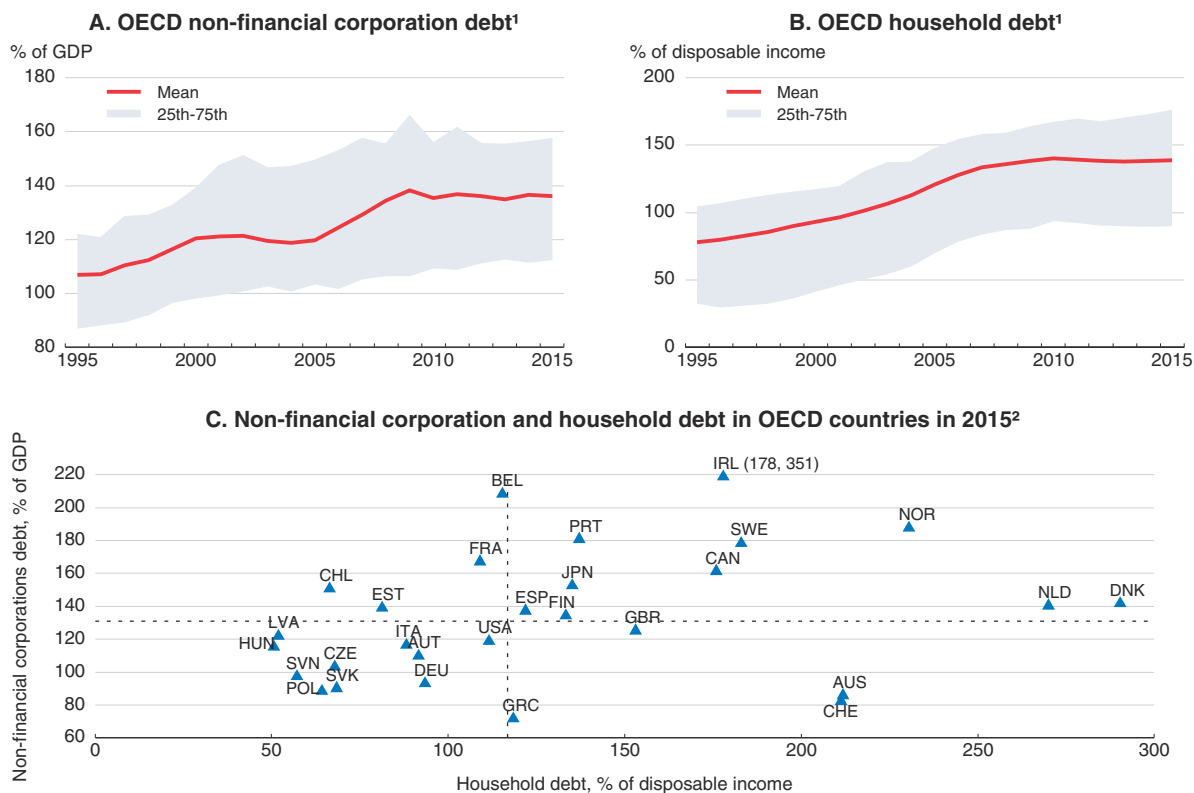 A. OECD non-financial corporation debt¹
% of GDP
180
160
140
120
100
80
Mean
25th-75th
1995
2000
2005
2010
2015
B. OECD household debt¹
% of disposable income
200
150
100
50
0
Mean
25th-75th
1995
2000
2005
2010
2015
C. Non-financial corporation and household debt in OECD countries in 2015²
Non-financial corporations debt, % of GDP
220
200
180
160
140
120
100
80
60
IRL (178, 351)
BEL
NOR
PRT
SWE
FRA
CAN
JPN
CHL
EST
ESP
FIN
NLD
DNK
LVA
GBR
HUN
ITA
USA
AUT
CZE
SVN
SVK
DEU
POL
AUS
GRC
CHE
0
50
100
150
200
250
300
Household debt, % of disposable income